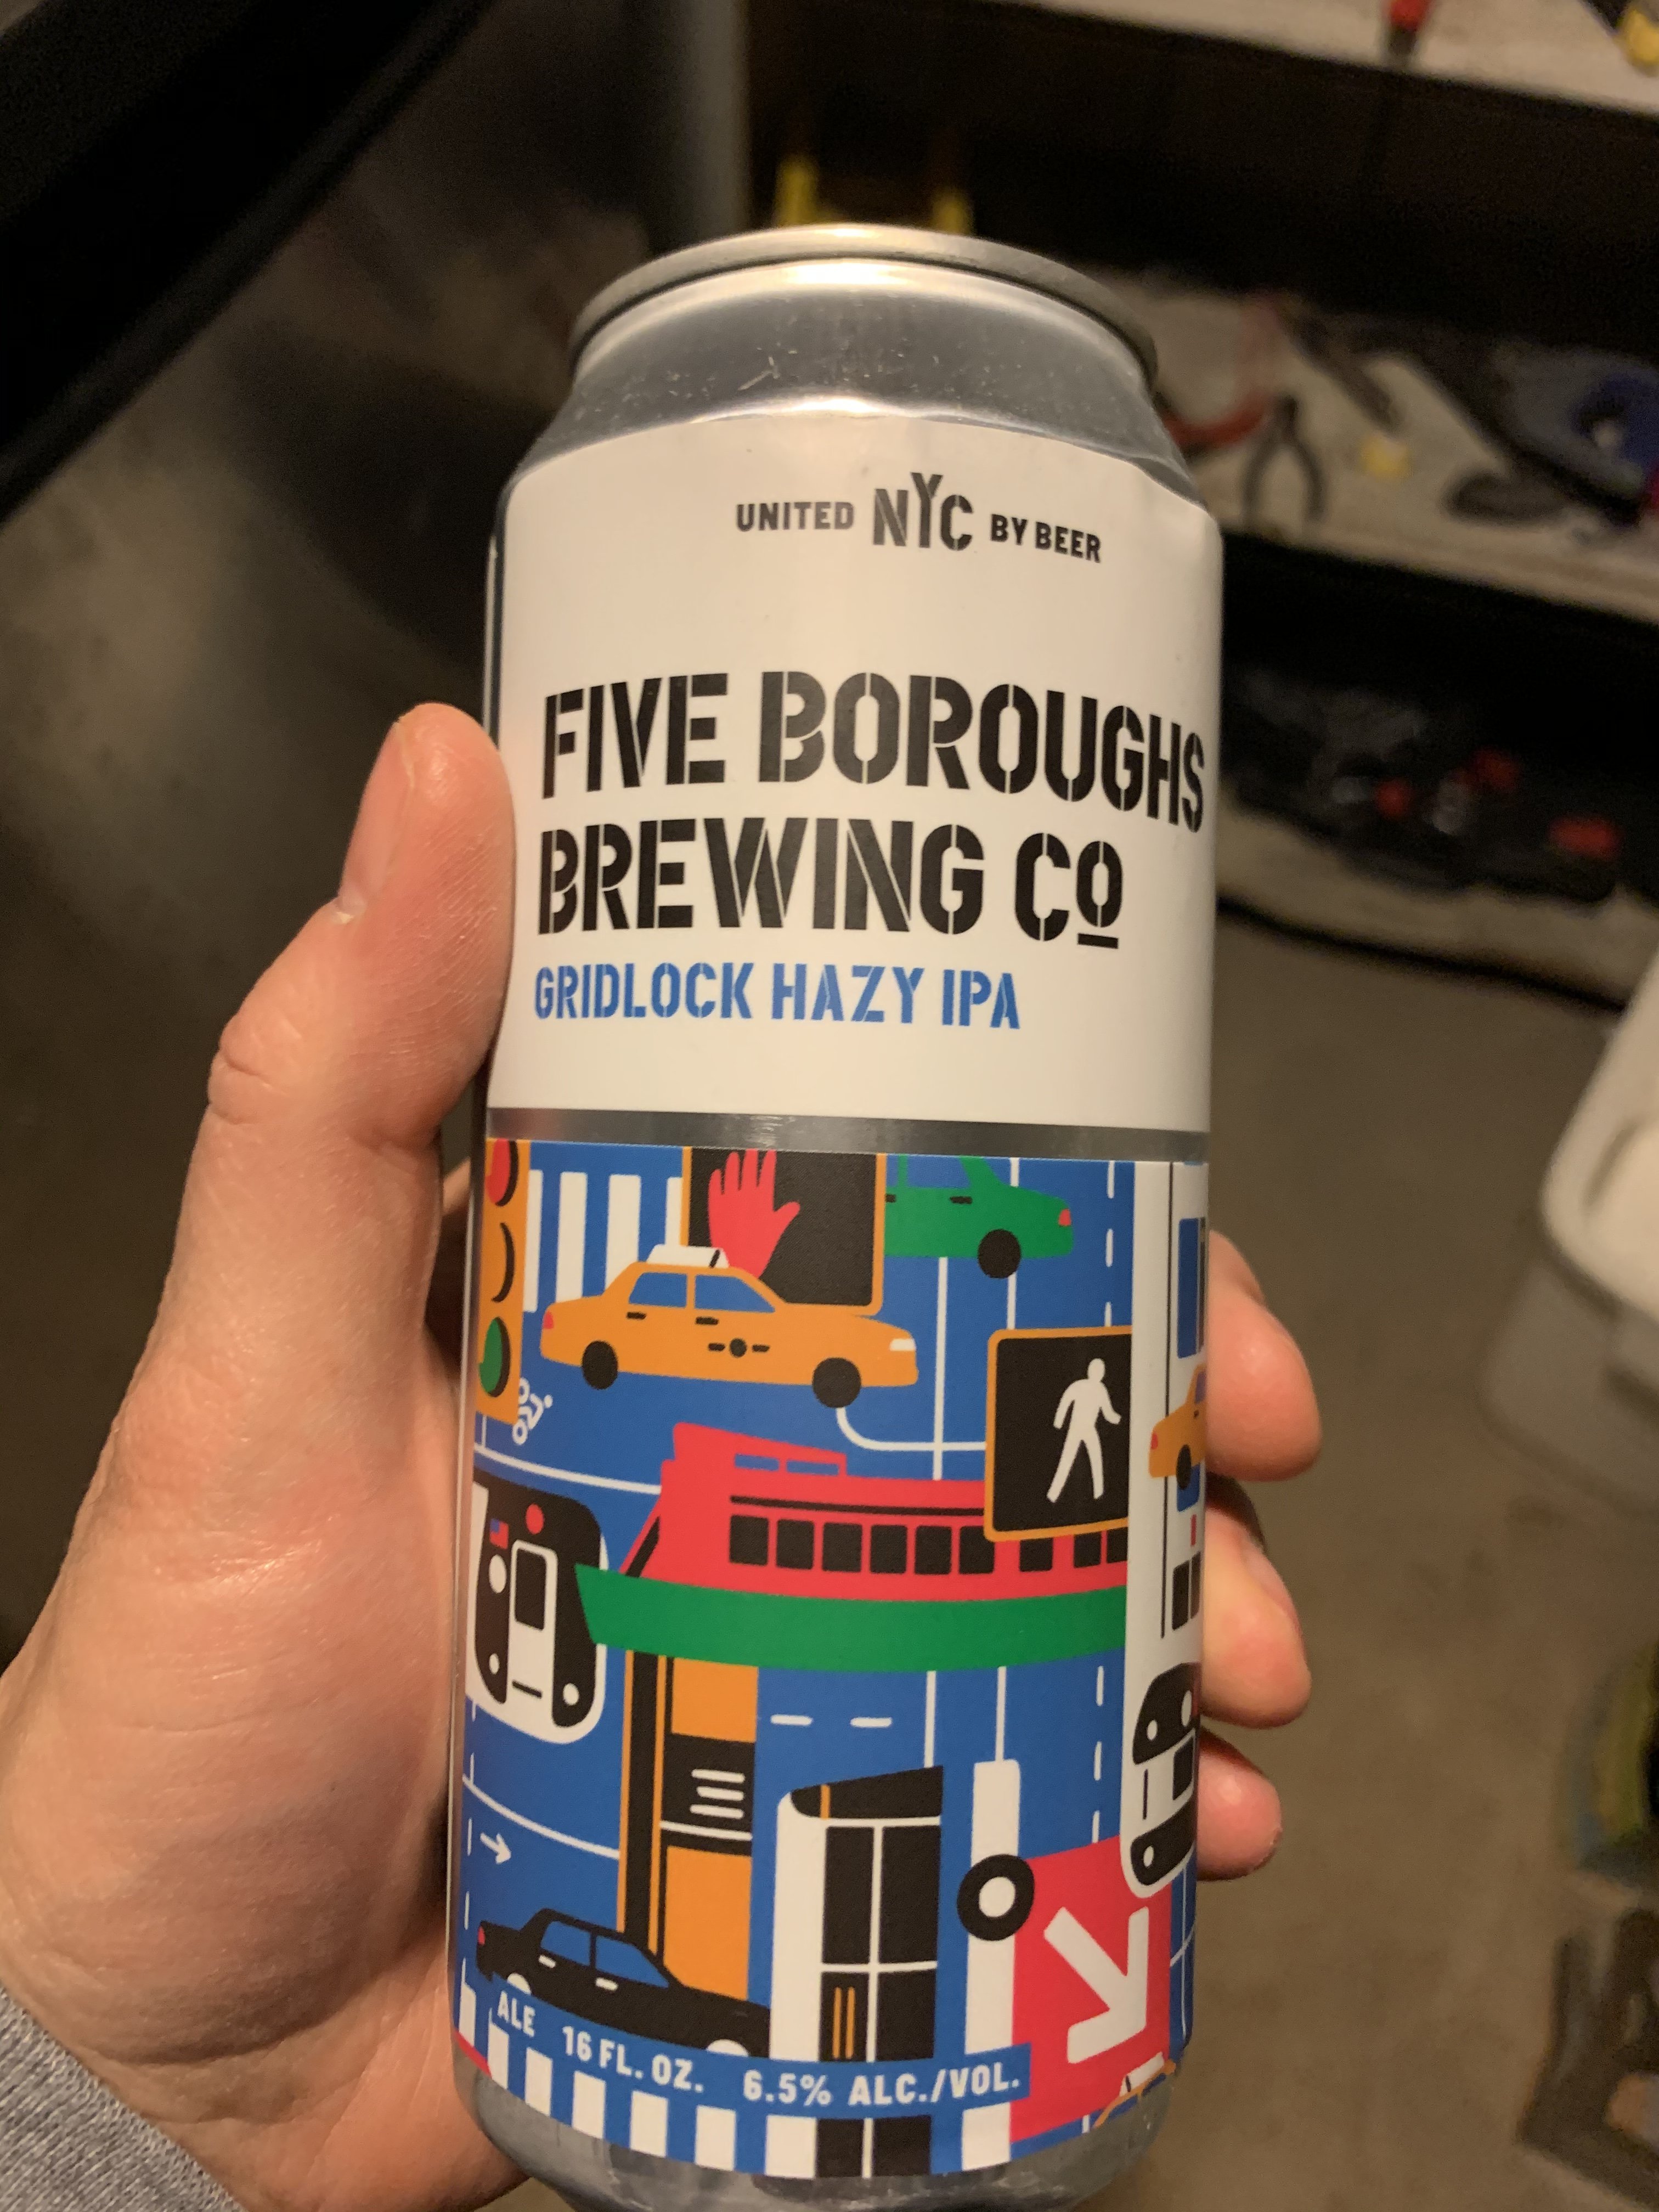 UNITED NYC BY BEER
FIVE BOROUGHS
BREWING CO
GRIDLOCK HAZY IPA
ALE 16 FL. OZ. 6.5% ALC./VOL.